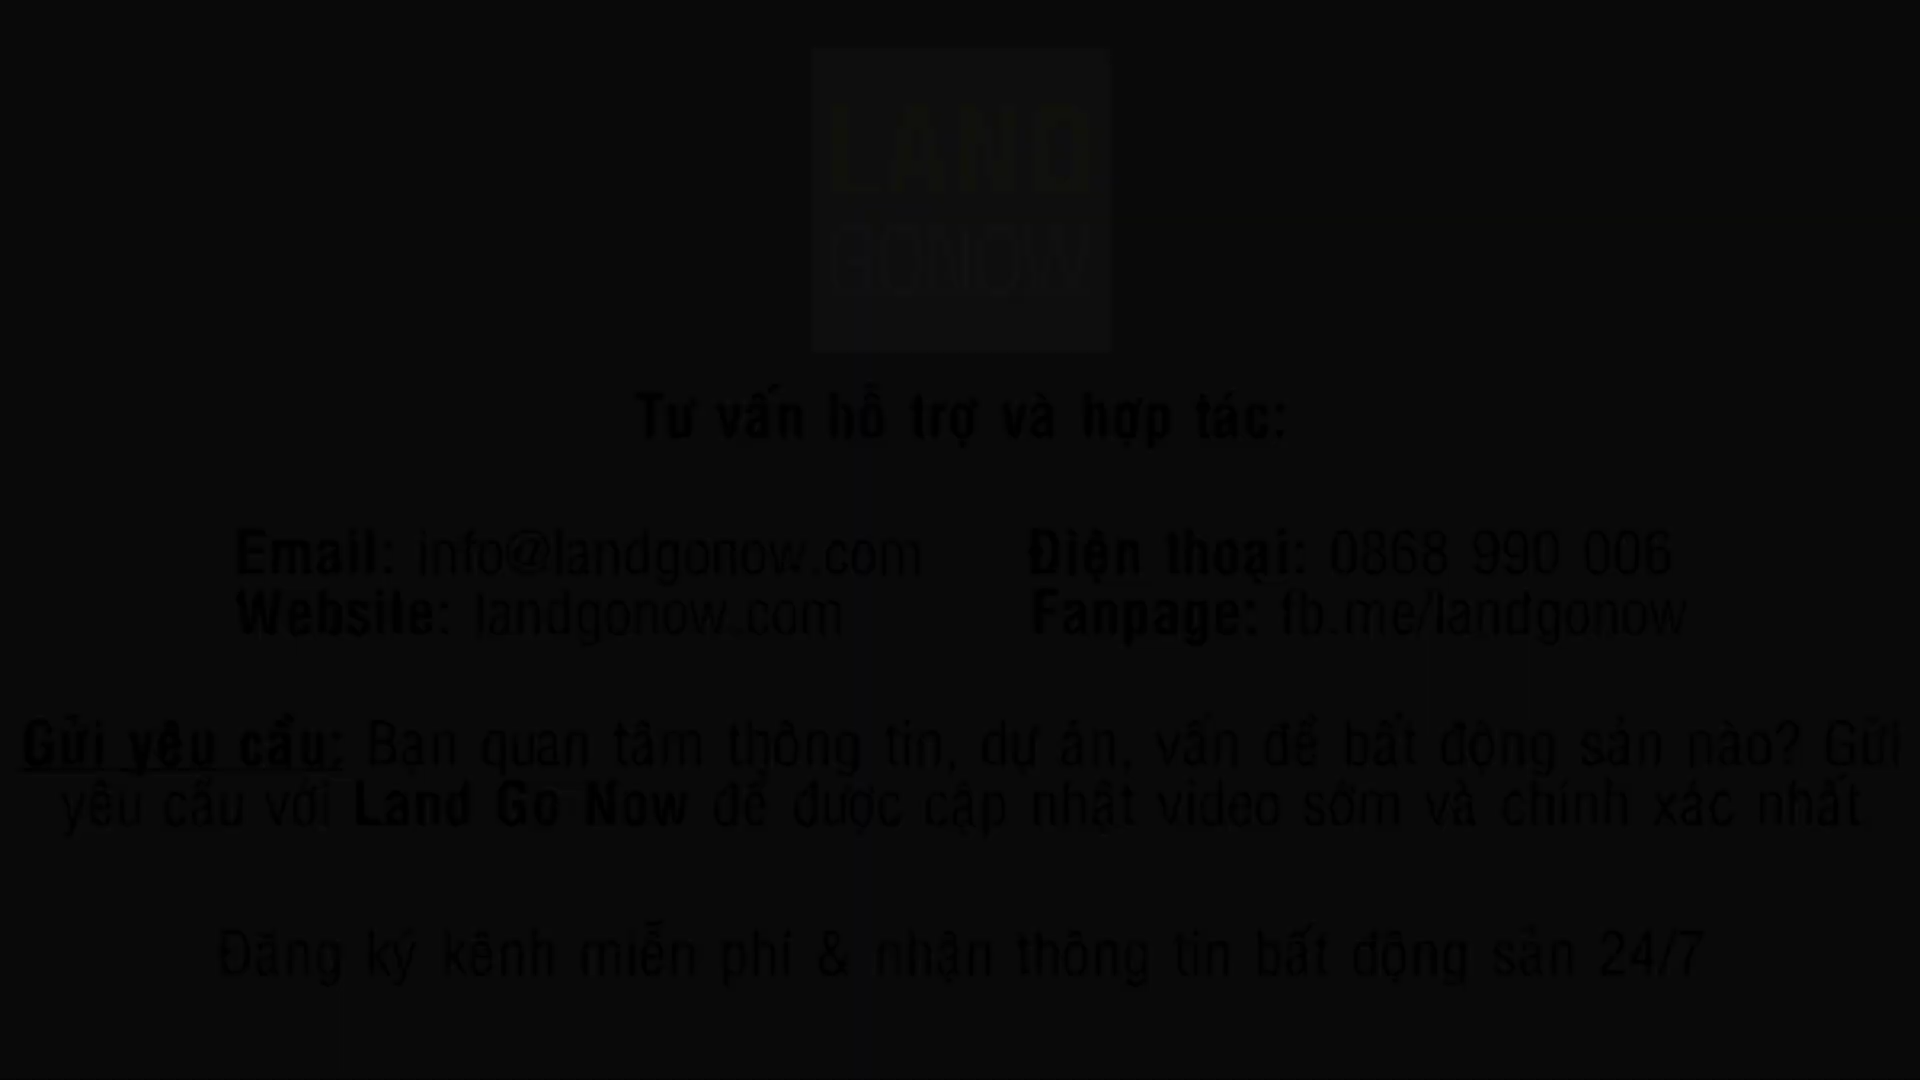 LAND
GONOW
Tư vấn hỗ trợ và hợp tác:
Email: info@landgonow.com Điện thoại: 0868 990 006
Website: landgonow.com Fanpage: fb.me/landgonow
Gửi yêu cầu: Bạn quan tâm thông tin, dự án, vấn đề bất động sản nào? Gửi
yêu cầu với Land Go Now để được cập nhật video sớm và chính xác nhất
Đăng ký kênh miễn phí & nhận thông tin bất động sản 24/7